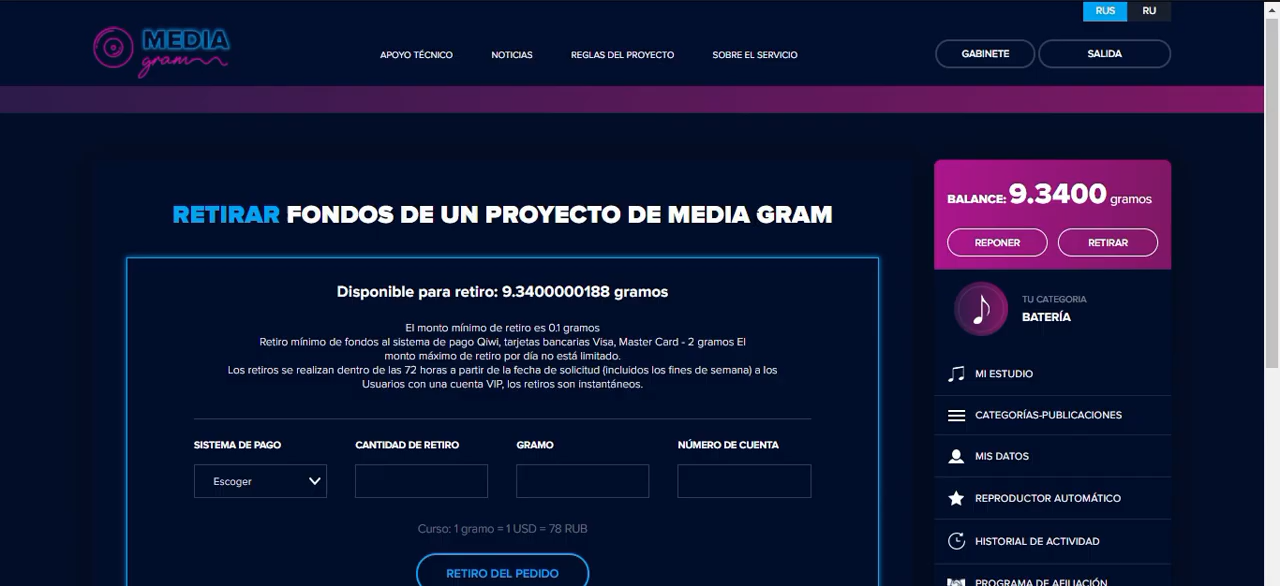 RUS RU
MEDIA
gram
APOYO TÉCNICO NOTICIAS REGLAS DEL PROYECTO SOBRE EL SERVICIO GABINETE SALIDA
RETIRAR FONDOS DE UN PROYECTO DE MEDIA GRAM
Disponible para retiro: 9.3400000188 gramos
El monto mínimo de retiro es 0.1 gramos
Retiro mínimo de fondos al sistema de pago Qiwi, tarjetas bancarias Visa, Master Card - 2 gramos El
monto máximo de retiro por día no está limitado.
Los retiros se realizan dentro de las 72 horas a partir de la fecha de solicitud (incluidos los fines de semana) a los
Usuarios con una cuenta VIP, los retiros son instantáneos.
SISTEMA DE PAGO CANTIDAD DE RETIRO GRAMO NÚMERO DE CUENTA
Escoger
Curso: 1 gramo = 1 USD = 78 RUB
RETIRO DEL PEDIDO
BALANCE: 9.3400 gramos
REPONER RETIRAR
TU CATEGORIA
BATERÍA
MI ESTUDIO
CATEGORÍAS-PUBLICACIONES
MIS DATOS
REPRODUCTOR AUTOMÁTICO
HISTORIAL DE ACTIVIDAD
PROGRAMA DE AFILIACIÓN